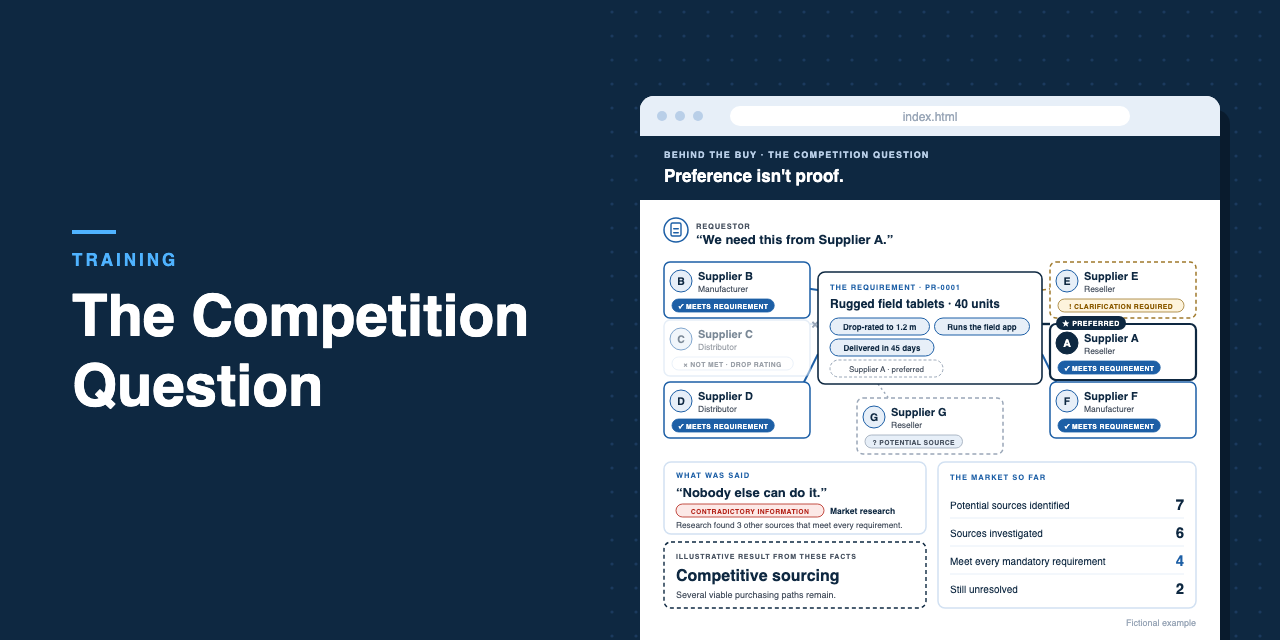 TRAINING
The Competition
Question
index.html
BEHIND THE BUY · THE COMPETITION QUESTION
Preference isn't proof.
REQUESTOR
“We need this from Supplier A.”
B
Supplier B
Manufacturer
✔ MEETS REQUIREMENT
C
Supplier C
Distributor
× NOT MET · DROP RATING
D
Supplier D
Distributor
✔ MEETS REQUIREMENT
THE REQUIREMENT · PR-0001
Rugged field tablets · 40 units
Drop-rated to 1.2 m
Runs the field app
Delivered in 45 days
Supplier A · preferred
G
Supplier G
Reseller
? POTENTIAL SOURCE
E
Supplier E
Reseller
! CLARIFICATION REQUIRED
★ PREFERRED
A
Supplier A
Reseller
✔ MEETS REQUIREMENT
F
Supplier F
Manufacturer
✔ MEETS REQUIREMENT
WHAT WAS SAID
“Nobody else can do it.”
CONTRADICTORY INFORMATION Market research
Research found 3 other sources that meet every requirement.
ILLUSTRATIVE RESULT FROM THESE FACTS
Competitive sourcing
Several viable purchasing paths remain.
THE MARKET SO FAR
Potential sources identified 7
Sources investigated 6
Meet every mandatory requirement 4
Still unresolved 2
Fictional example